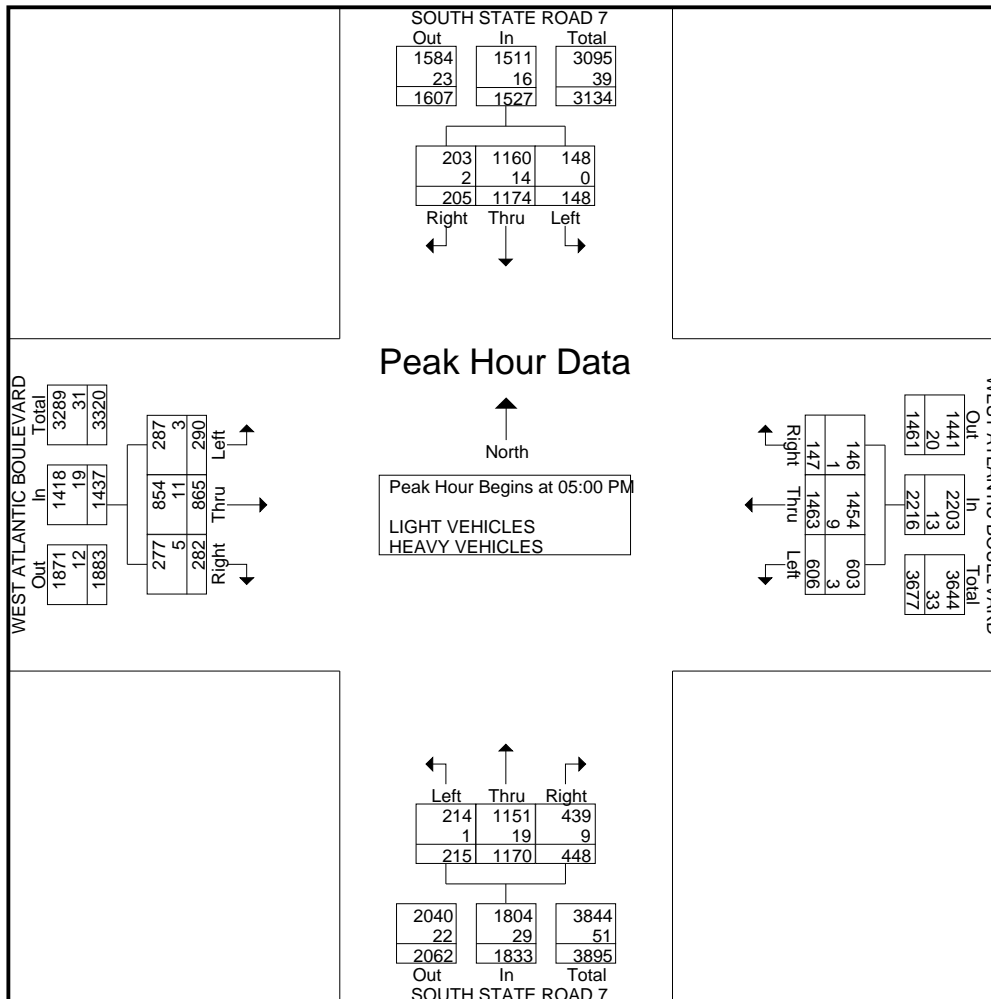 SOUTH STATE ROAD 7
Out In Total
1584 1511 3095
23 16 39
1607 1527 3134
203 1160 148
2 14 0
205 1174 148
Right Thru Left
Peak Hour Data
North
Peak Hour Begins at 05:00 PM
LIGHT VEHICLES
HEAVY VEHICLES
WEST ATLANTIC BOULEVARD
Total
3289
31
3320
In
1418
19
1437
Out
1871
12
1883
Left
287
3
290
Thru
854
11
865
Right
277
5
282
Right
146
1
147
Thru
1454
9
1463
Left
603
3
606
WEST ATLANTIC BOULEVARD
Out
1441
20
1461
In
2203
13
2216
Total
3644
33
3677
Left Thru Right
214 1151 439
1 19 9
215 1170 448
2040 1804 3844
22 29 51
2062 1833 3895
Out In Total
SOUTH STATE ROAD 7